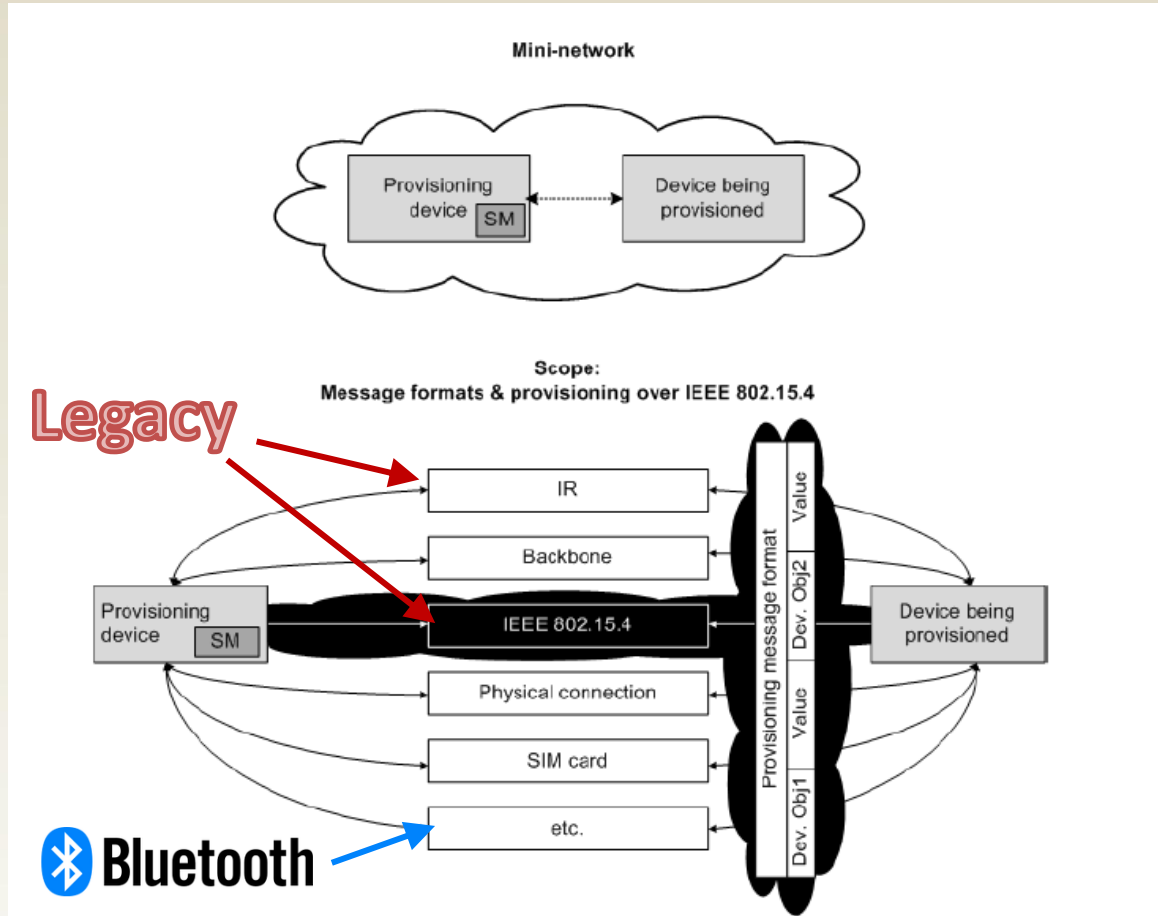 Mini-network
Provisioning
device
SM
Device being
provisioned
Scope:
Message formats & provisioning over IEEE 802.15.4
Legacy
IR
Backbone
Provisioning
device
SM
IEEE 802.15.4
Physical connection
SIM card
etc.
Provisioning message format
Dev. Obj1
Value
Dev. Obj2
Value
Device being
provisioned
Bluetooth